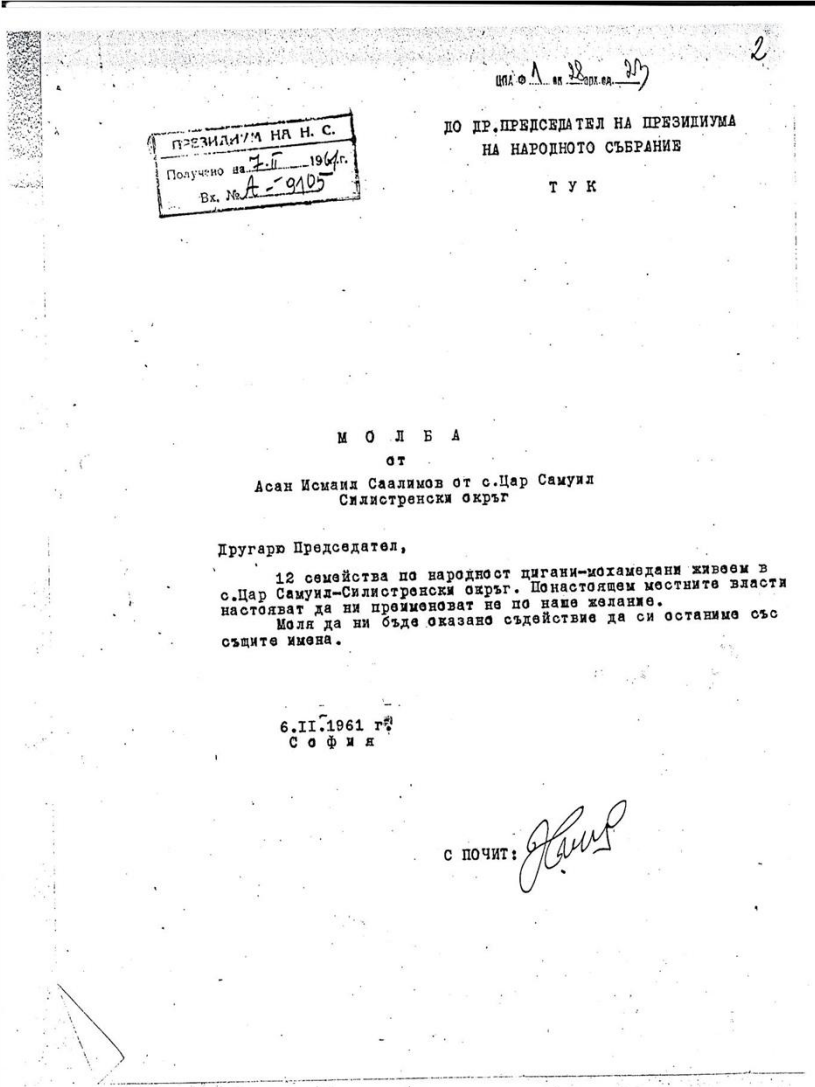 2
ЦПА Ф 1 оп 28 арх.ед.
ДО ДР.ПРЕДСЕДАТЕЛ НА ПРЕЗИДИУМА
НА НАРОДНОТО СЪБРАНИЕ
Т У К
ПРЕЗИДИУМ НА Н. С.
Получено на 7.II 1961 г.
Вх. № А - 9105
М О Л Б А
от
Асан Исмаил Саалимов от с.Цар Самуил
Силистренски окръг
Другарю Председател,
12 семейства по народност цигани-мохамедани живеем в
с.Цар Самуил-Силистренски окръг. Понастоящем местните власти
настояват да ни преименоват не по наше желание.
Моля да ни бъде оказано съдействие да си останиме със
същите имена.
6.II.1961 г.
С о ф и я
С ПОЧИТ: